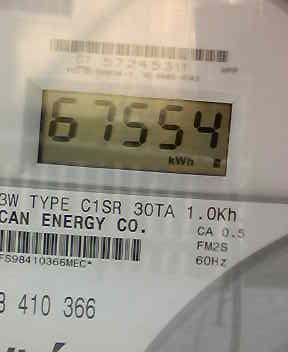 67554
kWh
3W TYPE C1SR 30TA 1.0Kh
CAN ENERGY CO.
CA 0.5
FM2S
FS98410366MEC*
60Hz
3 410 366